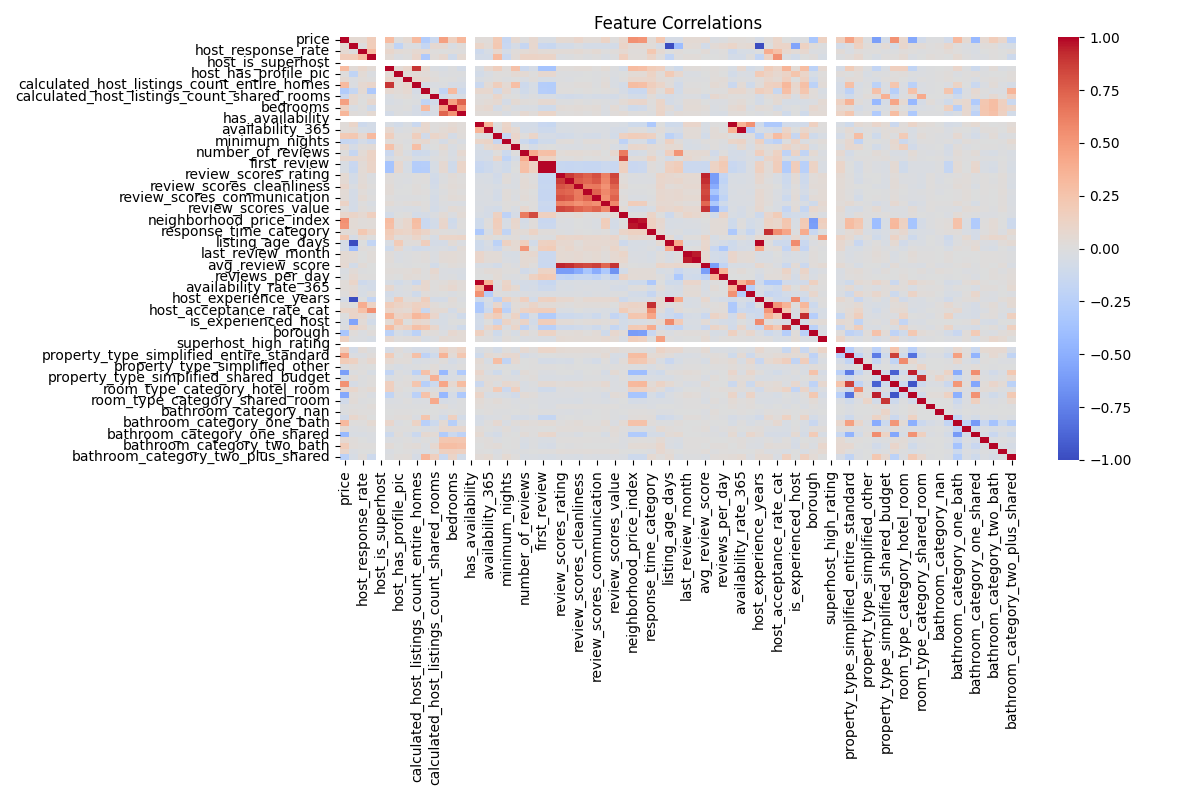 Feature Correlations
price
host_response_rate
host_is_superhost
host_has_profile_pic
calculated_host_listings_count_entire_homes
calculated_host_listings_count_shared_rooms
bedrooms
has_availability
availability_365
minimum_nights
number_of_reviews
first_review
review_scores_rating
review_scores_cleanliness
review_scores_communication
review_scores_value
neighborhood_price_index
response_time_category
listing_age_days
last_review_month
avg_review_score
reviews_per_day
availability_rate_365
host_experience_years
host_acceptance_rate_cat
is_experienced_host
borough
superhost_high_rating
property_type_simplified_entire_standard
property_type_simplified_other
property_type_simplified_shared_budget
room_type_category_hotel_room
room_type_category_shared_room
bathroom_category_nan
bathroom_category_one_bath
bathroom_category_one_shared
bathroom_category_two_bath
bathroom_category_two_plus_shared
price
host_response_rate
host_is_superhost
host_has_profile_pic
calculated_host_listings_count_entire_homes
calculated_host_listings_count_shared_rooms
bedrooms
has_availability
availability_365
minimum_nights
number_of_reviews
first_review
review_scores_rating
review_scores_cleanliness
review_scores_communication
review_scores_value
neighborhood_price_index
response_time_category
listing_age_days
last_review_month
avg_review_score
reviews_per_day
availability_rate_365
host_experience_years
host_acceptance_rate_cat
is_experienced_host
borough
superhost_high_rating
property_type_simplified_entire_standard
property_type_simplified_other
property_type_simplified_shared_budget
room_type_category_hotel_room
room_type_category_shared_room
bathroom_category_nan
bathroom_category_one_bath
bathroom_category_one_shared
bathroom_category_two_bath
bathroom_category_two_plus_shared
1.00
0.75
0.50
0.25
0.00
−0.25
−0.50
−0.75
−1.00